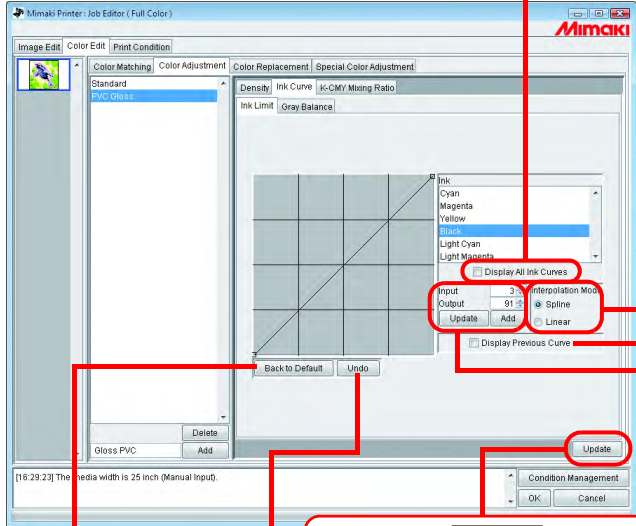 Mimaki Printer : Job Editor ( Full Color )
Mimaki
Image Edit Color Edit Print Condition
Color Matching Color Adjustment Color Replacement Special Color Adjustment
Standard
PVC Gloss
Density Ink Curve K-CMY Mixing Ratio
Ink Limit Gray Balance
Ink
Cyan
Magenta
Yellow
Black
Light Cyan
Light Magenta
Display All Ink Curves
Input 3
Output 91
Update Add
Interpolation Mod
Spline
Linear
Display Previous Curve
Back to Default Undo
Delete
Gloss PVC Add
Update
[16:29:23] The media width is 25 inch (Manual Input).
Condition Management
OK Cancel